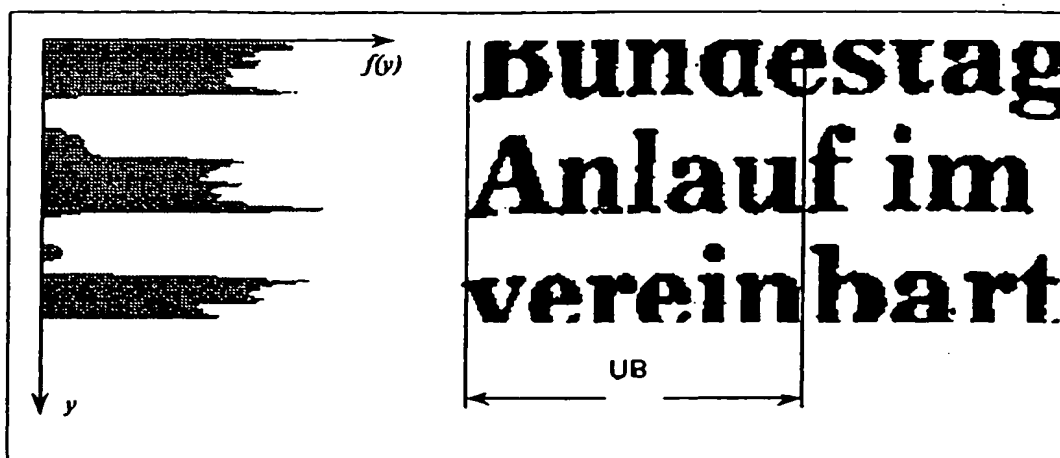 f(y)
Bundestag
Anlauf im
vereinbart
UB
y